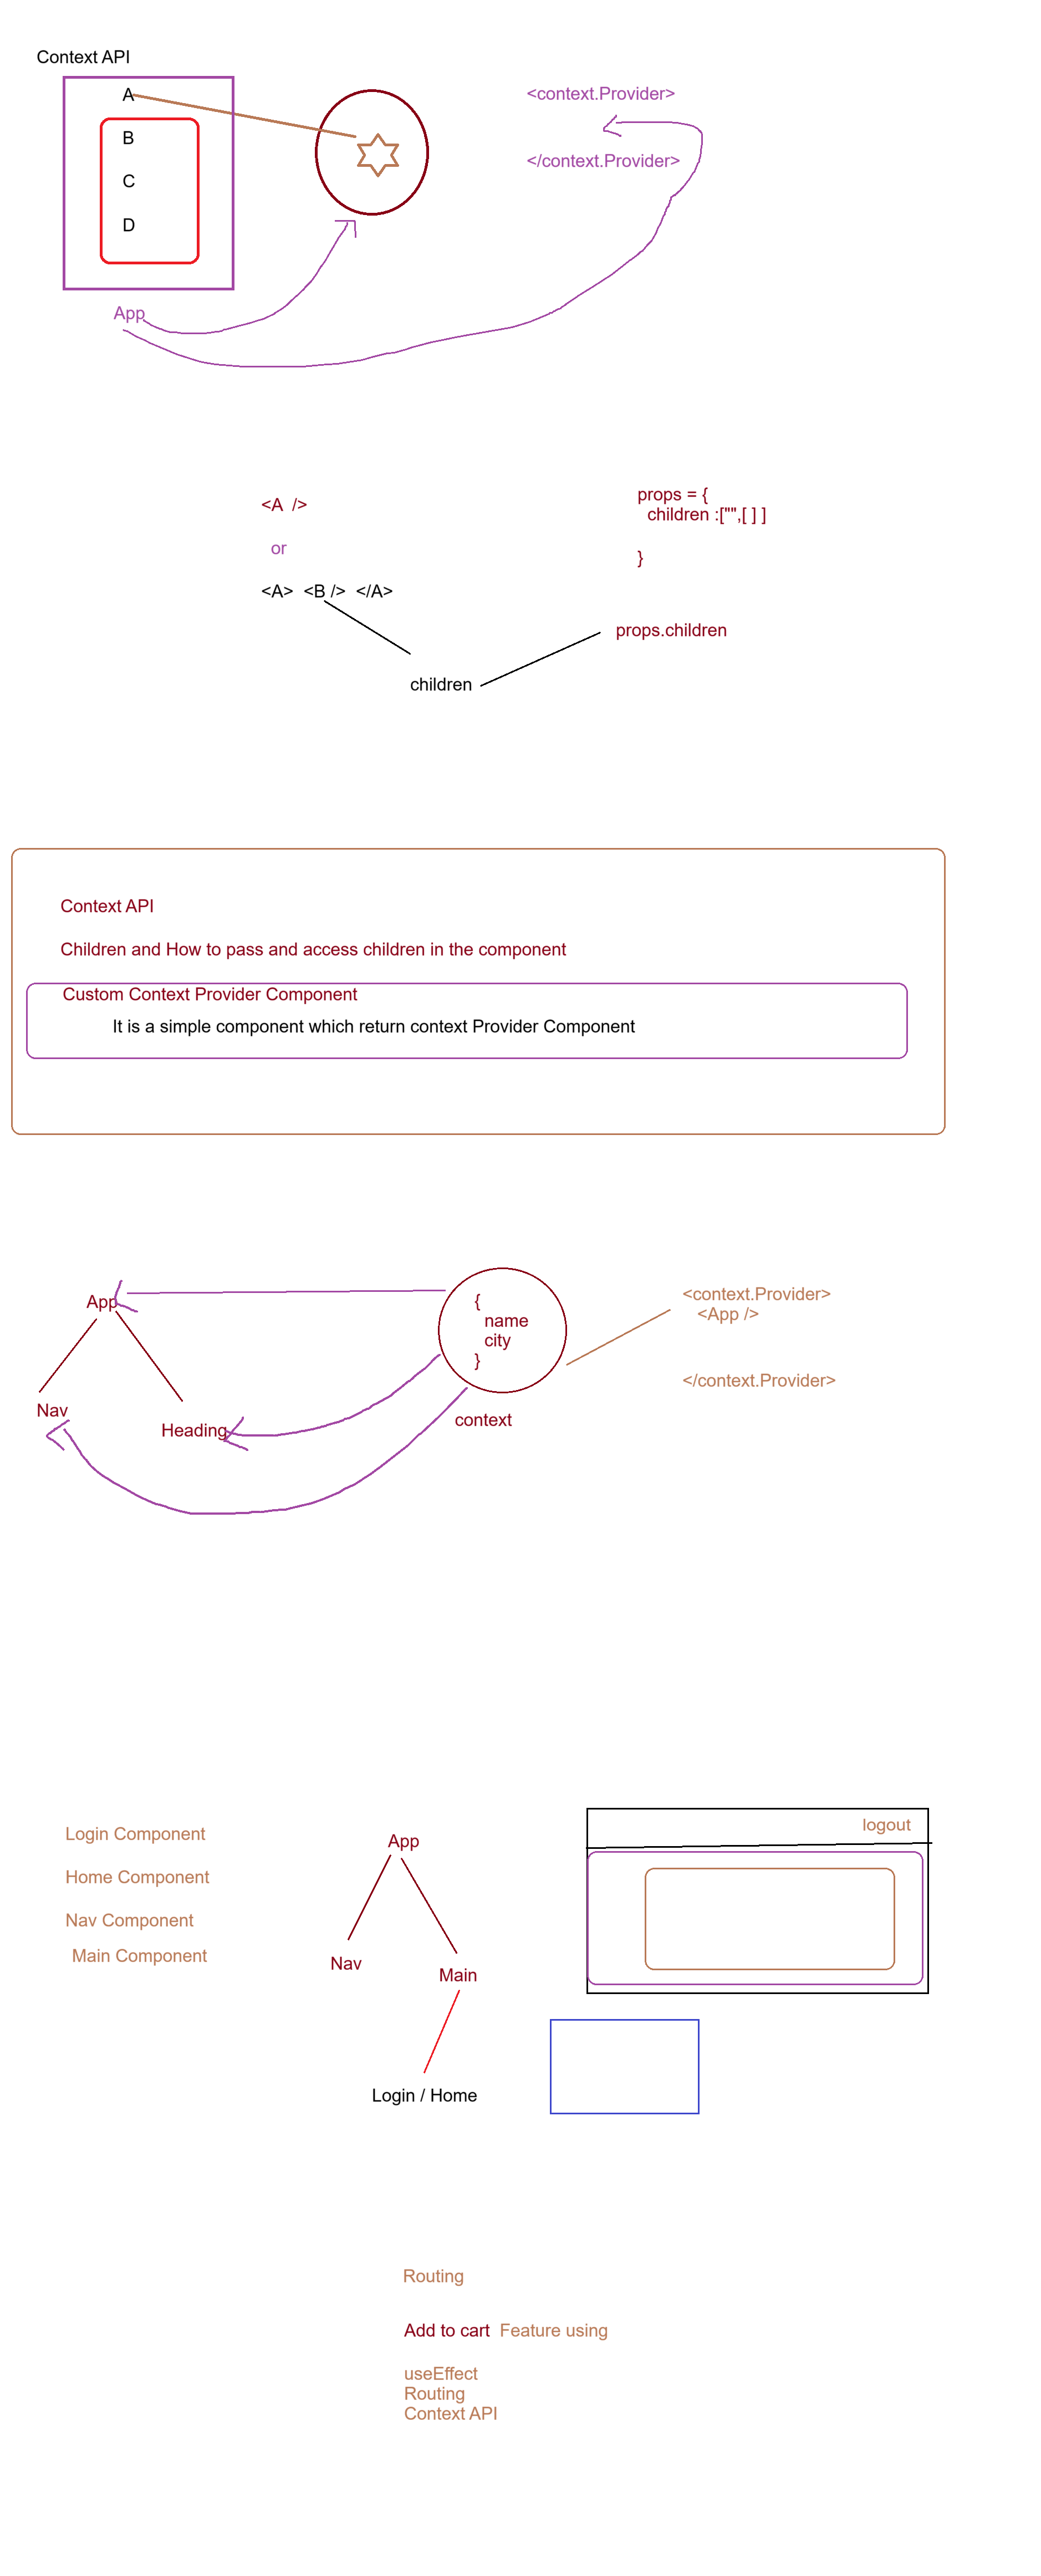 Context API
A
B
C
D
App
<context.Provider>
</context.Provider>
<A  />
or
<A>  <B />  </A>
children
props = {
children :["",[ ] ]
}
props.children
Context API
Children and How to pass and access children in the component
Custom Context Provider Component
It is a simple component which return context Provider Component
App
Nav
Heading
{
name
city
}
context
<context.Provider>
<App />
</context.Provider>
Login Component
Home Component
Nav Component
Main Component
App
Nav
Main
Login / Home
logout
Routing
Add to cart  Feature using
useEffect
Routing
Context API